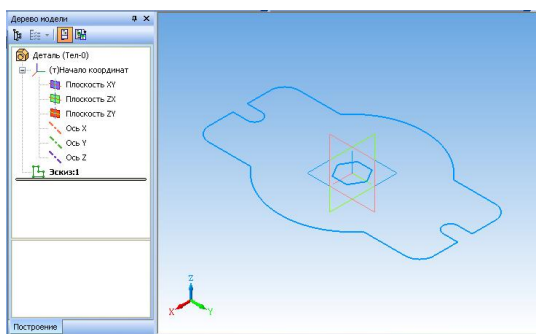 Дерево модели
Деталь (Тел-0)
(т)Начало координат
Плоскость XY
Плоскость ZX
Плоскость ZY
Ось X
Ось Y
Ось Z
Эскиз:1
Построение
Z
X
Y